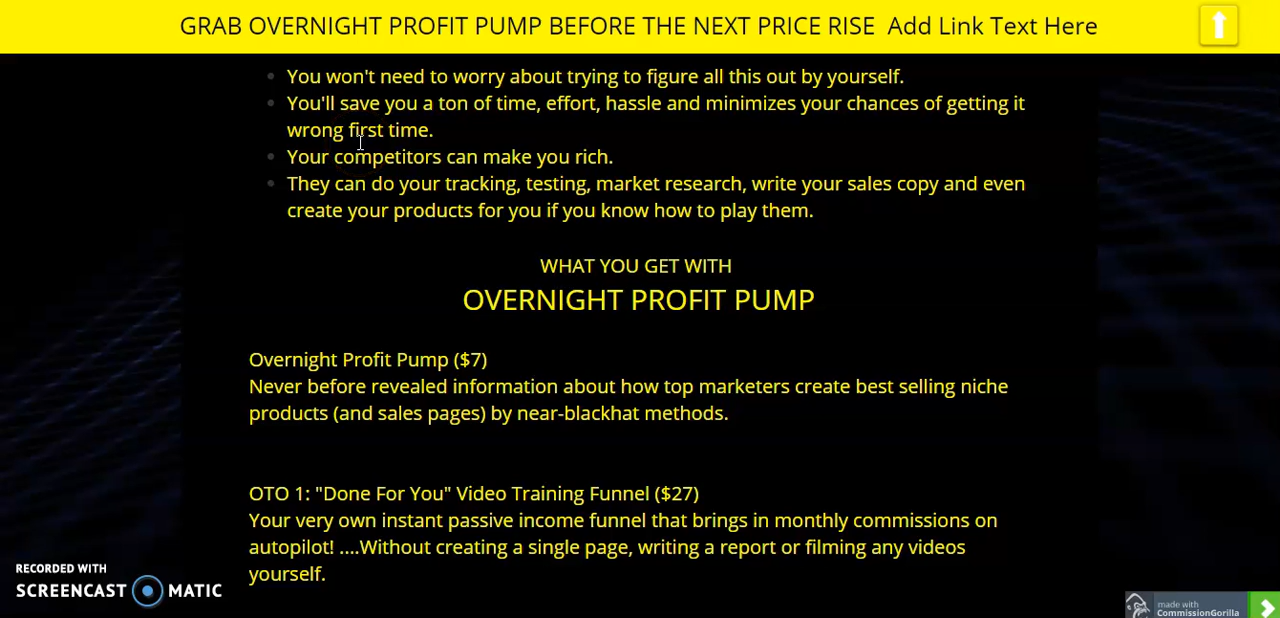 GRAB OVERNIGHT PROFIT PUMP BEFORE THE NEXT PRICE RISE Add Link Text Here
You won't need to worry about trying to figure all this out by yourself.
You'll save you a ton of time, effort, hassle and minimizes your chances of getting it
wrong first time.
Your competitors can make you rich.
They can do your tracking, testing, market research, write your sales copy and even
create your products for you if you know how to play them.
WHAT YOU GET WITH
OVERNIGHT PROFIT PUMP
Overnight Profit Pump ($7)
Never before revealed information about how top marketers create best selling niche
products (and sales pages) by near-blackhat methods.
OTO 1: "Done For You" Video Training Funnel ($27)
Your very own instant passive income funnel that brings in monthly commissions on
autopilot! ....Without creating a single page, writing a report or filming any videos
yourself.
RECORDED WITH
SCREENCAST MATIC
made with
CommissionGorilla